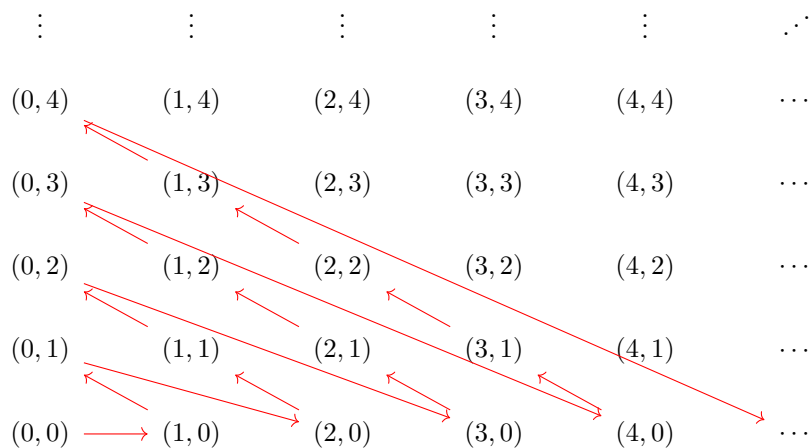 ⋮ ⋮ ⋮ ⋮ ⋮ ⋰
(0, 4) (1, 4) (2, 4) (3, 4) (4, 4) ⋯
(0, 3) (1, 3) (2, 3) (3, 3) (4, 3) ⋯
(0, 2) (1, 2) (2, 2) (3, 2) (4, 2) ⋯
(0, 1) (1, 1) (2, 1) (3, 1) (4, 1) ⋯
(0, 0) (1, 0) (2, 0) (3, 0) (4, 0) ⋯